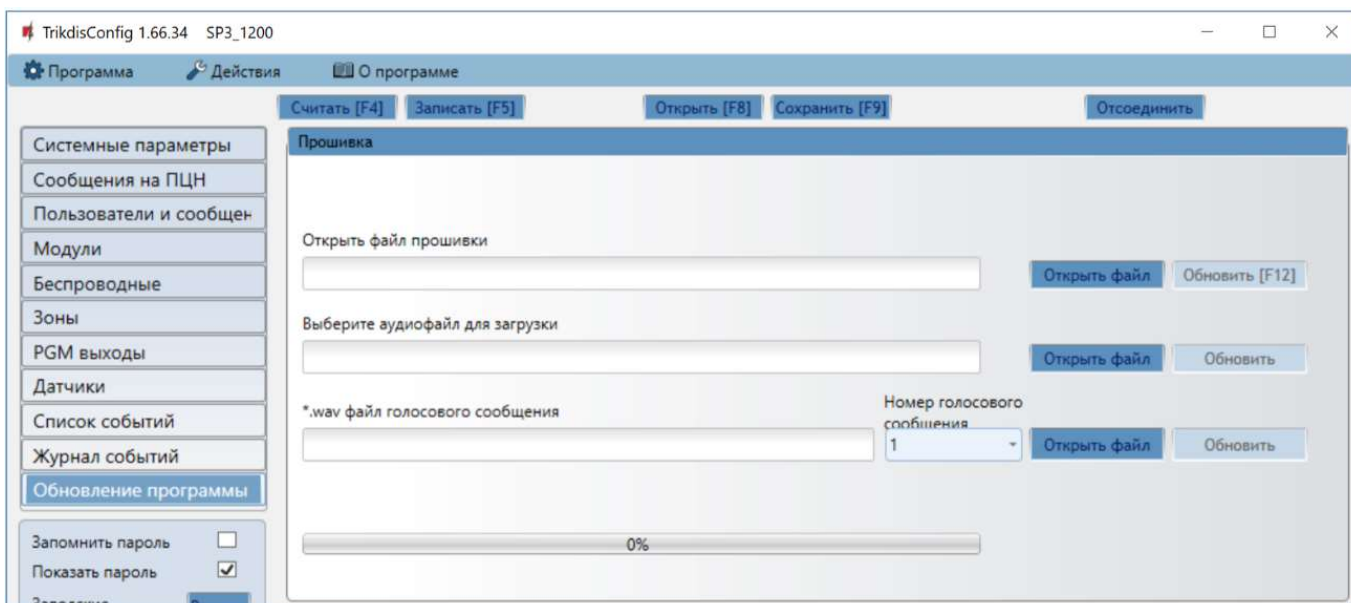 TrikdisConfig 1.66.34 SP3_1200
Программа Действия О программе
Считать [F4] Записать [F5] Открыть [F8] Сохранить [F9] Отсоединить
Системные параметры
Сообщения на ПЦН
Пользователи и сообщен
Модули
Беспроводные
Зоны
PGM выходы
Датчики
Список событий
Журнал событий
Обновление программы
Запомнить пароль
Показать пароль
Прошивка
Открыть файл прошивки
Открыть файл Обновить [F12]
Выберите аудиофайл для загрузки
Открыть файл Обновить
*.wav файл голосового сообщения
Номер голосового
сообщения
1 Открыть файл Обновить
0%